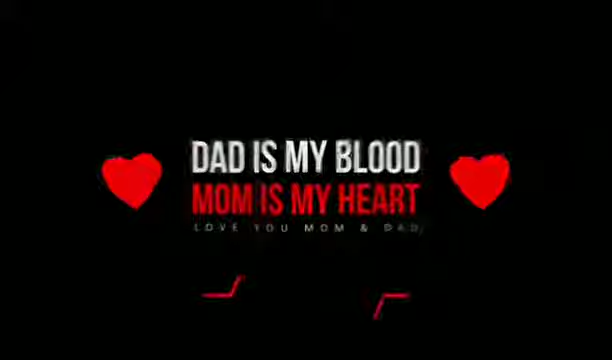 DAD IS MY BLOOD
MOM IS MY HEART
LOVE YOU MOM & DAD